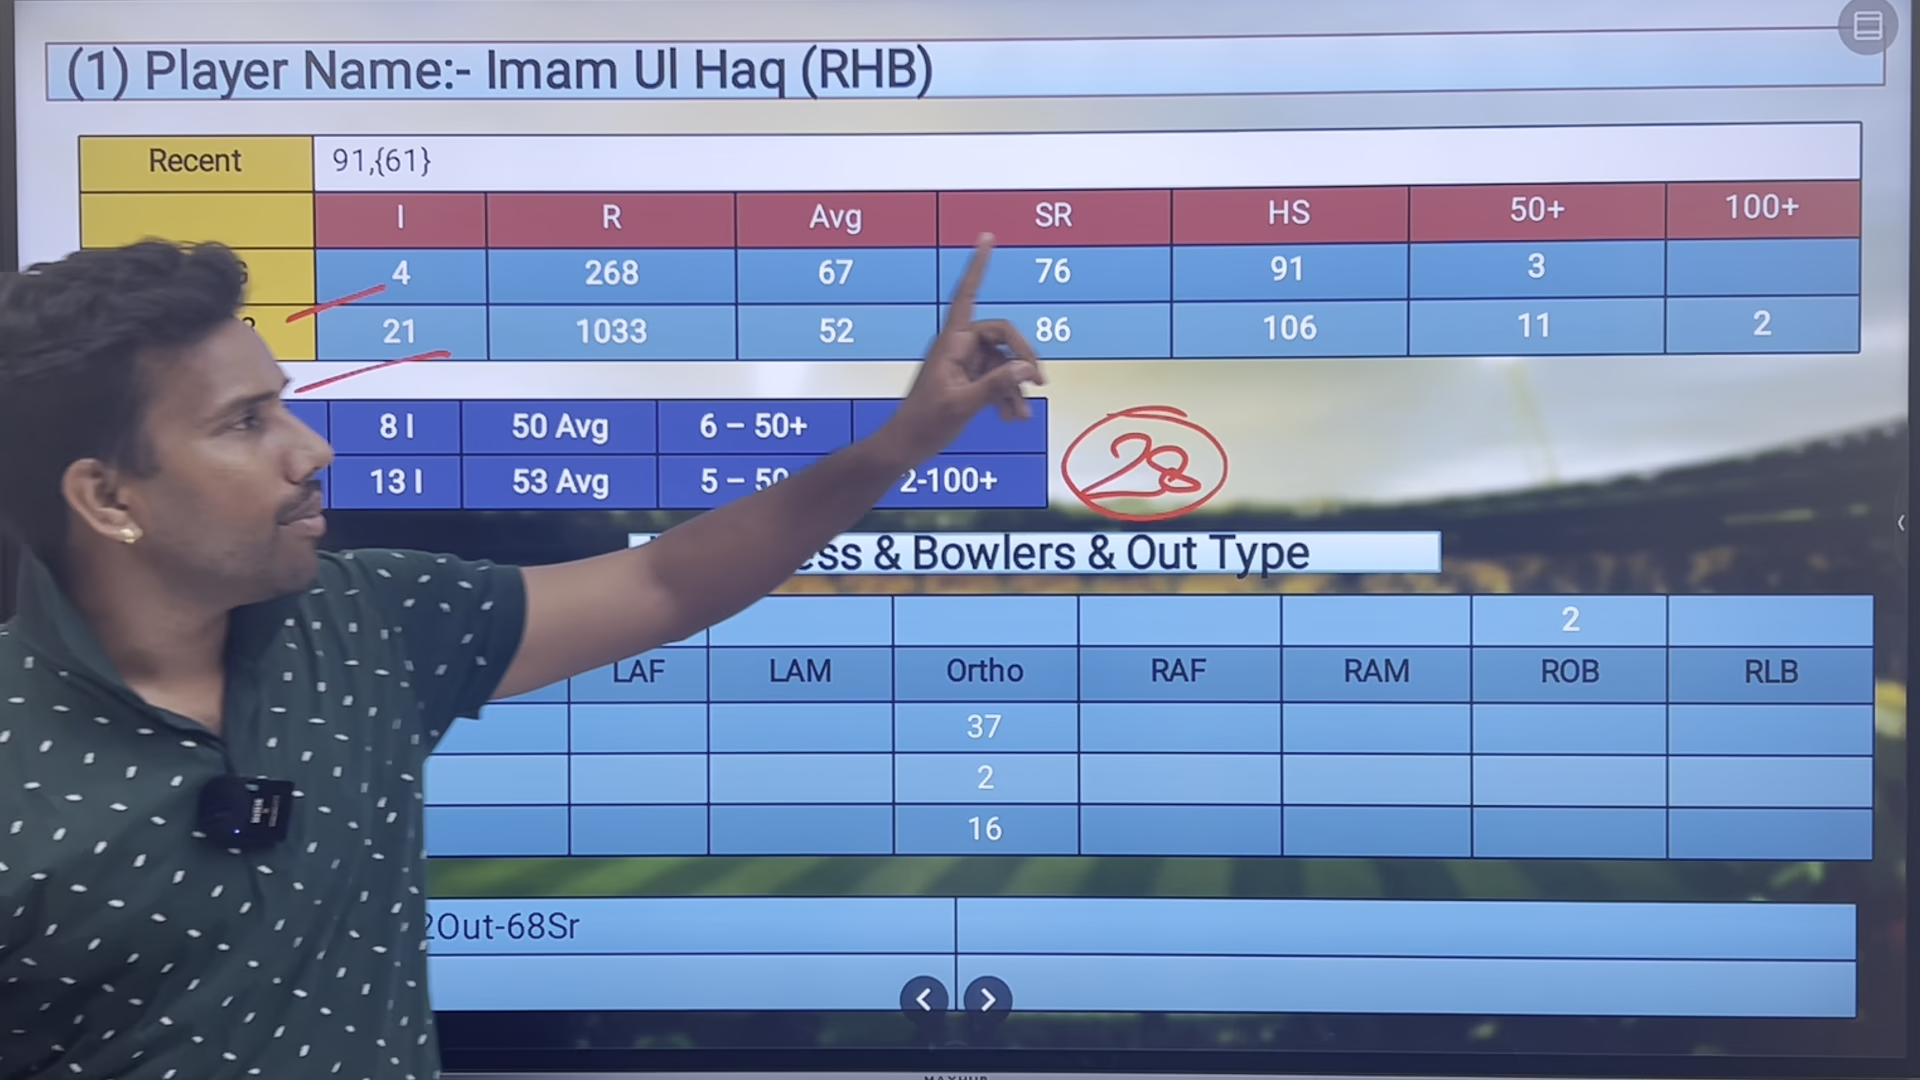 (1) Player Name:- Imam Ul Haq (RHB)
Recent 91,{61}
I R Avg SR HS 50+ 100+
4 268 67 76 91 3
21 1033 52 86 106 11 2
8 I 50 Avg 6 – 50+
13 I 53 Avg 5 – 50 2-100+
28
& Bowlers & Out Type
2
LAF LAM Ortho RAF RAM ROB RLB
37
2
16
2Out-68Sr